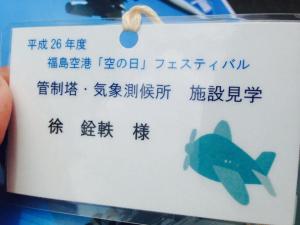 平成26年度
福島空港「空の日」フェスティバル
管制塔・気象測候所　施設見学
徐　銓軼　様